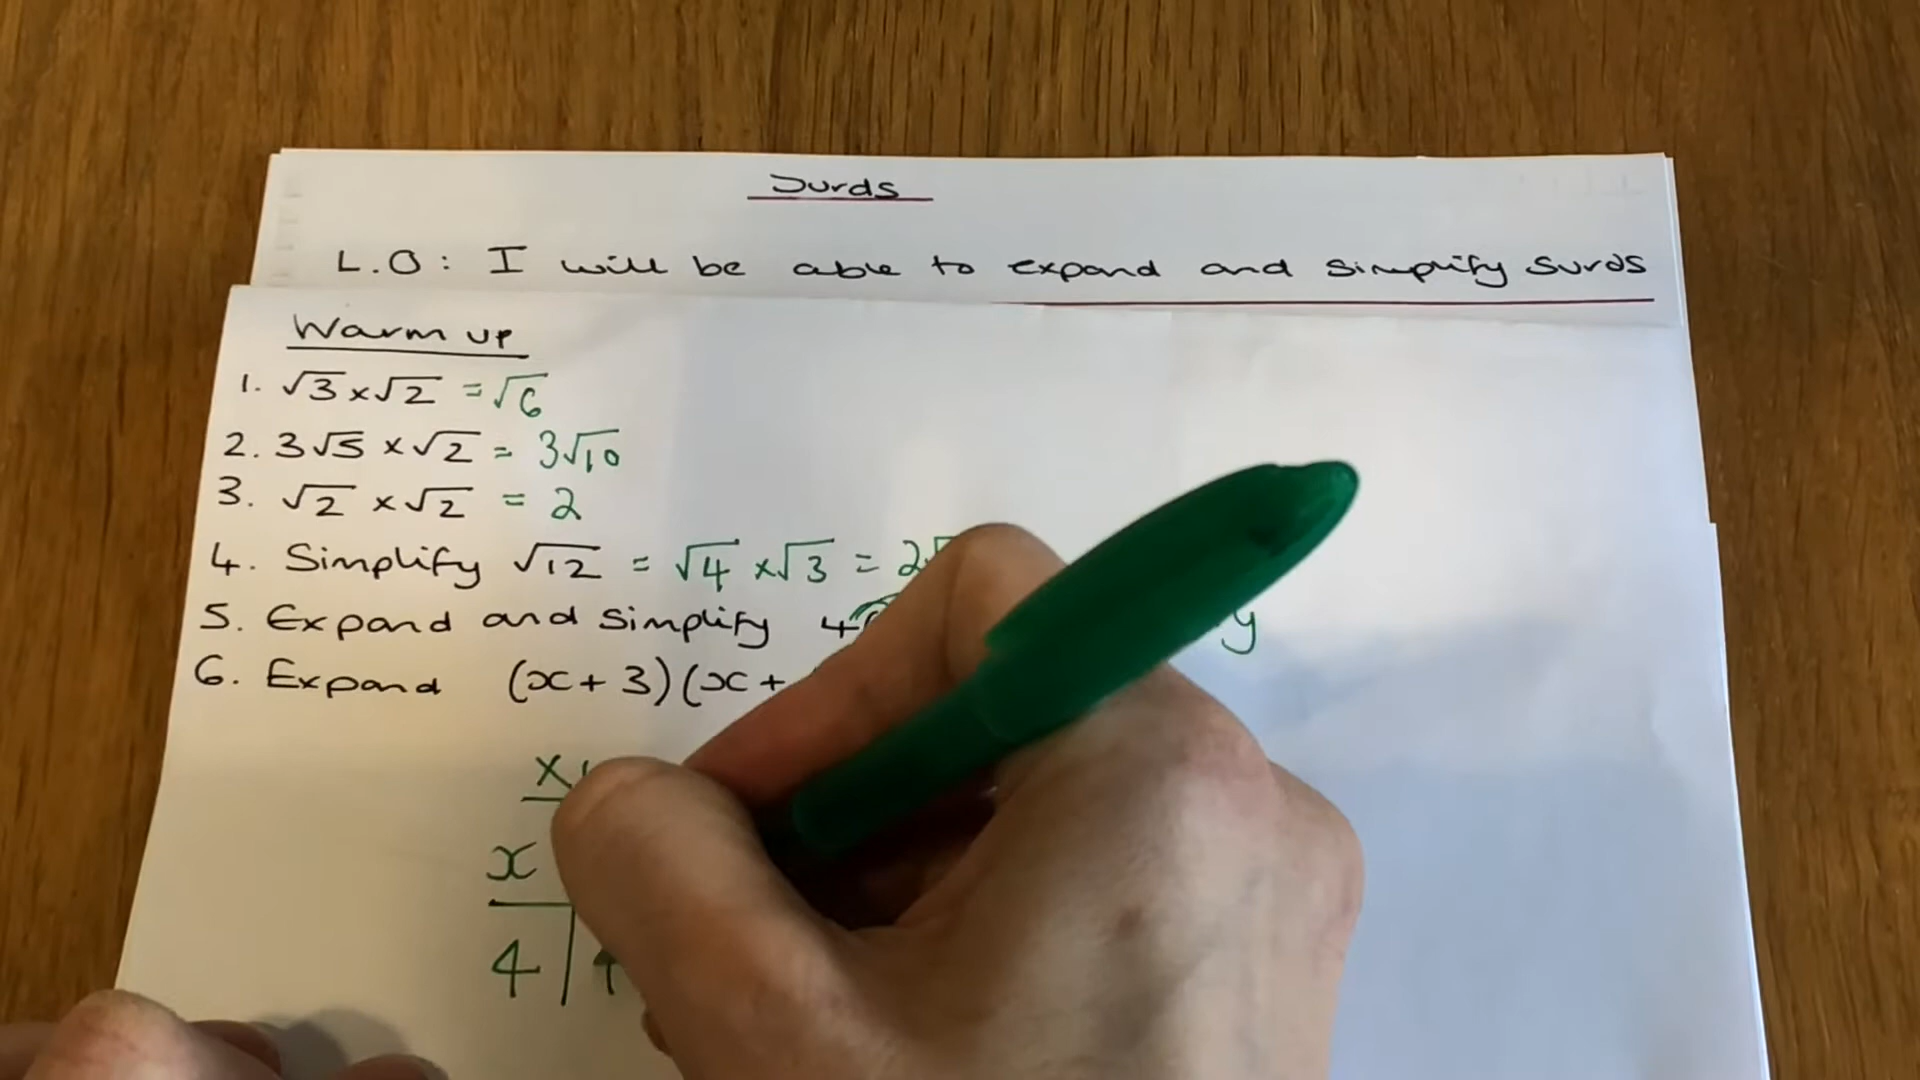 Surds
L.O: I will be able to expand and simplify surds
Warm up
1. √3 x √2 = √6
2. 3√5 x √2 = 3√10
3. √2 x √2 = 2
4. Simplify √12 = √4 x √3 = 2√
5. Expand and simplify 4( y
6. Expand (x + 3)(x +
x
x
4